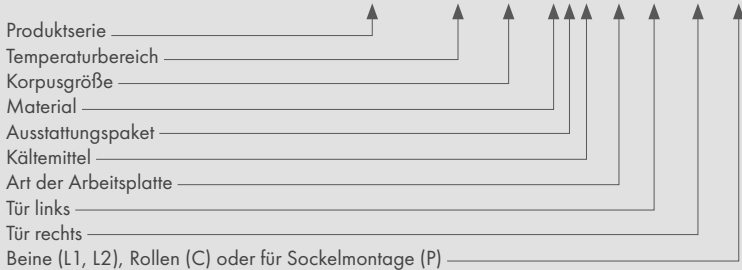 Produktserie
Temperaturbereich
Korpusgröße
Material
Ausstattungspaket
Kältemittel
Art der Arbeitsplatte
Tür links
Tür rechts
Beine (L1, L2), Rollen (C) oder für Sockelmontage (P)